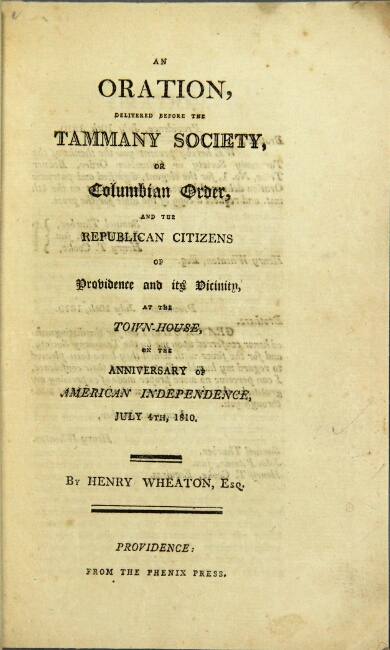 AN
ORATION,
DELIVERED BEFORE THE
TAMMANY SOCIETY,
OR
Columbian Order,
AND THE
REPUBLICAN CITIZENS
OF
Providence and its Vicinity,
AT THE
TOWN-HOUSE,
ON THE
ANNIVERSARY OF
AMERICAN INDEPENDENCE,
JULY 4TH, 1810.
BY HENRY WHEATON, ESQ.
PROVIDENCE:
FROM THE PHENIX PRESS.